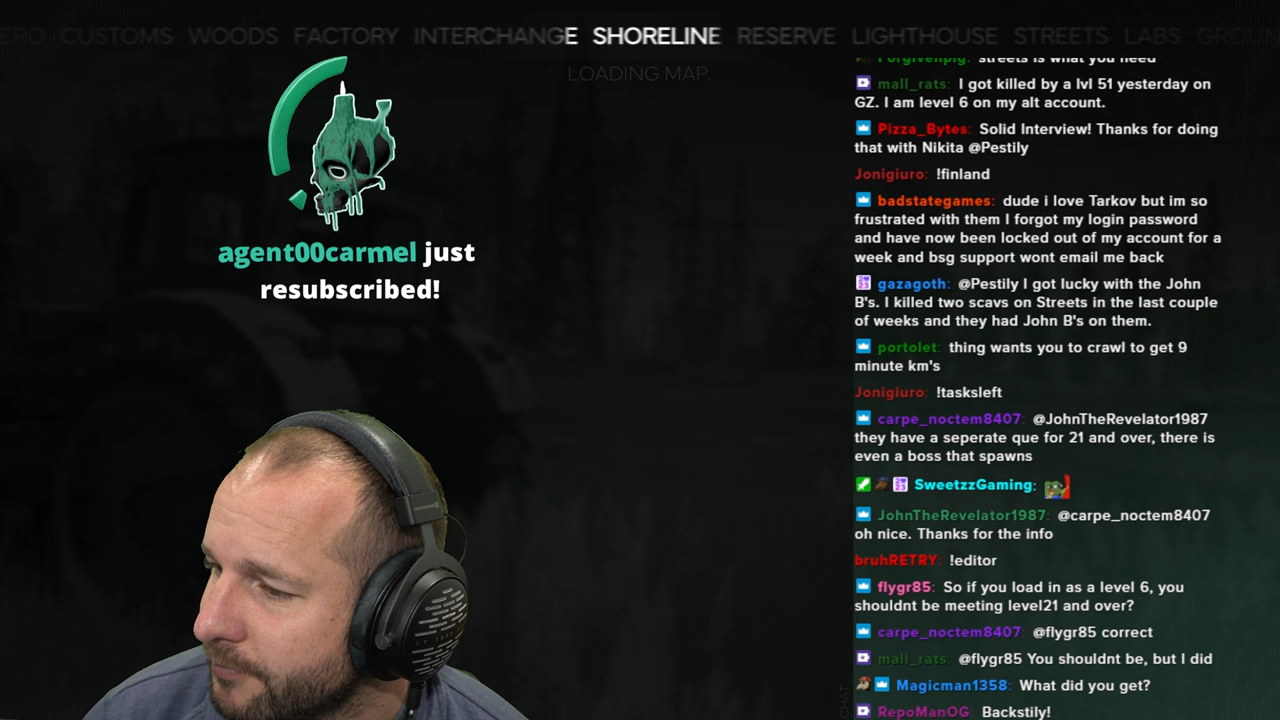 ERO CUSTOMS WOODS FACTORY INTERCHANGE SHORELINE RESERVE LIGHTHOUSE STREETS LABS GROUN
LOADING MAP.
agent00carmel just
resubscribed!
Forgivenpig: streets is what you need
mall_rats: I got killed by a lvl 51 yesterday on
GZ. I am level 6 on my alt account.
Pizza_Bytes: Solid Interview! Thanks for doing
that with Nikita @Pestily
Jonigiuro: !finland
badstategames: dude i love Tarkov but im so
frustrated with them I forgot my login password
and have now been locked out of my account for a
week and bsg support wont email me back
gazagoth: @Pestily I got lucky with the John
B's. I killed two scavs on Streets in the last couple
of weeks and they had John B's on them.
portolet: thing wants you to crawl to get 9
minute km's
Jonigiuro: !tasksleft
carpe_noctem8407: @JohnTheRevelator1987
they have a seperate que for 21 and over, there is
even a boss that spawns
SweetzzGaming:
JohnTheRevelator1987: @carpe_noctem8407
oh nice. Thanks for the info
bruhRETRY: !editor
flygr85: So if you load in as a level 6, you
shouldnt be meeting level21 and over?
carpe_noctem8407: @flygr85 correct
mall_rats: @flygr85 You shouldnt be, but I did
Magicman1358: What did you get?
RepoManOG: Backstily!
CHAT